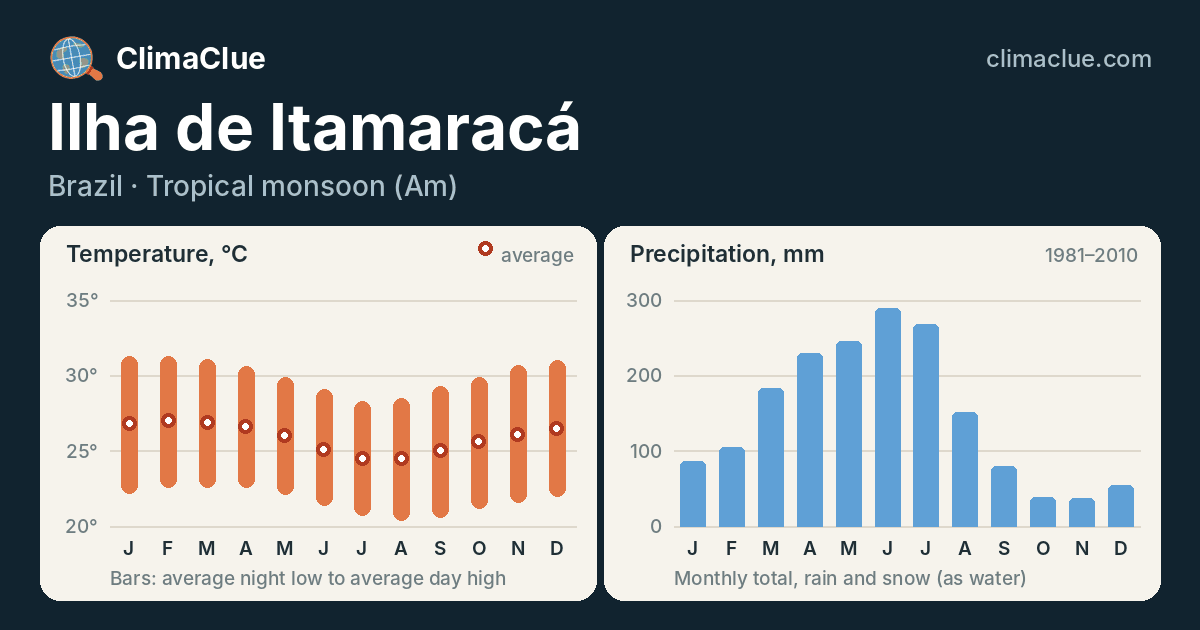 ClimaClue
climaclue.com
Ilha de Itamaracá
Brazil · Tropical monsoon (Am)
Temperature, °C
average
35°
30°
25°
20°
J F M A M J J A S O N D
Bars: average night low to average day high
Precipitation, mm
1981–2010
300
200
100
0
J F M A M J J A S O N D
Monthly total, rain and snow (as water)